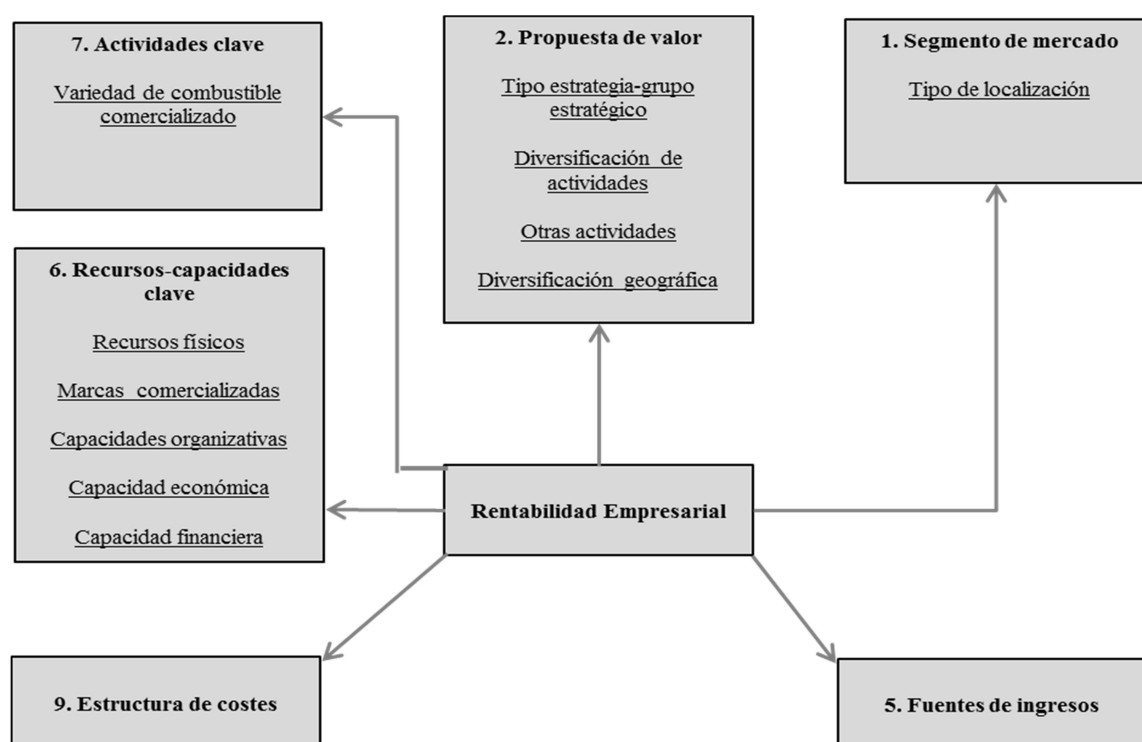 7. Actividades clave
Variedad de combustible
comercializado
2. Propuesta de valor
Tipo estrategia-grupo
estratégico
Diversificación de
actividades
Otras actividades
Diversificación geográfica
1. Segmento de mercado
Tipo de localización
6. Recursos-capacidades
clave
Recursos físicos
Marcas comercializadas
Capacidades organizativas
Capacidad económica
Capacidad financiera
Rentabilidad Empresarial
9. Estructura de costes
5. Fuentes de ingresos